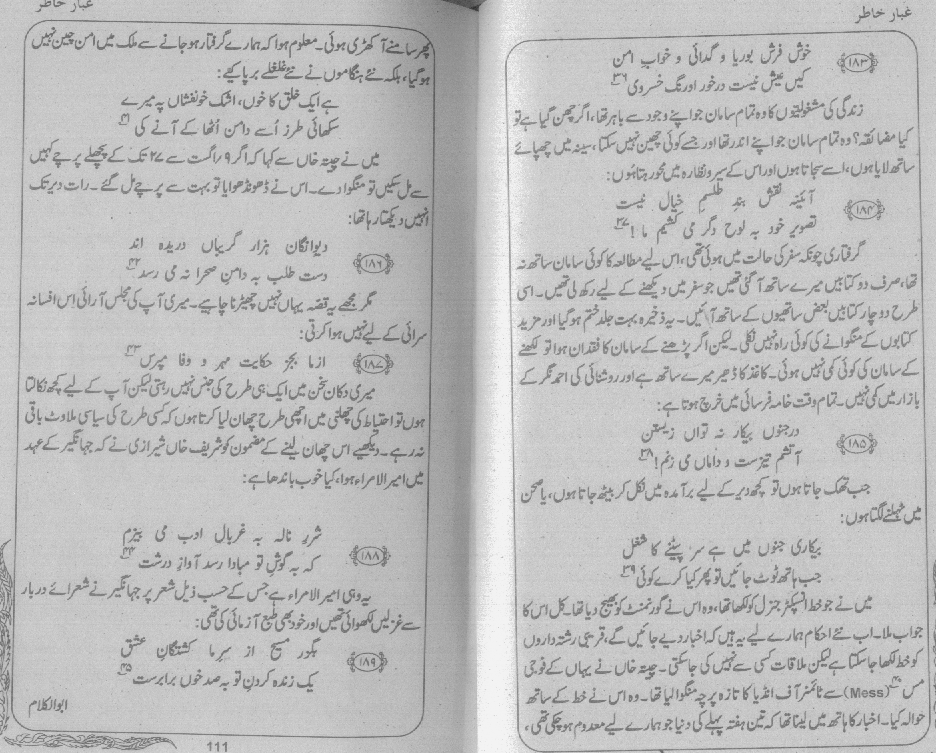 غبار خاطر
خوش فرش بوریا و گدائی و خواب امن
﴿۱۸۳﴾
کیں عیش نیست درخور اورنگ خسروی ۳۶
زندگی کی مشغولیتوں کا وہ تمام سامان جو اپنے وجود سے باہر تھا، اگر چھن گیا ہے تو
کیا مضائقہ؟ وہ تمام سامان جو اپنے اندر تھا اور جسے کوئی چھین نہیں سکتا، سینہ میں چھپائے
ساتھ لایا ہوں، اسے سجاتا ہوں اور اس کے سیر و نظارہ میں محو رہتا ہوں:
آئینہ نقش بند طلسم خیال نیست
﴿۱۸۴﴾
تصویر خود بہ لوح دگر می کشیم ما! ۳۷
گرفتاری چونکہ سفر کی حالت میں ہوئی تھی، اس لیے مطالعہ کا کوئی سامان ساتھ نہ
تھا، صرف دو کتابیں میرے ساتھ آگئی تھیں جو سفر میں دیکھنے کے لیے رکھ لی تھیں۔ اسی
طرح دو چار کتابیں بعض ساتھیوں کے ساتھ آئیں۔ یہ ذخیرہ بہت جلد ختم ہوگیا اور مزید
کتابوں کے منگوانے کی کوئی راہ نہیں نکلی۔ لیکن اگر پڑھنے کے سامان کا فقدان ہوا تو لکھنے
کے سامان کی کوئی کمی نہیں ہوئی۔ کاغذ کا ڈھیر میرے ساتھ ہے اور روشنائی کی احمد نگر کے
بازار میں کمی نہیں۔ تمام وقت خامہ فرسائی میں خرچ ہوتا ہے:
در جنوں بیکار نہ تواں زیستن
﴿۱۸۵﴾
آتشم تیزست و داماں می زنم! ۳۸
جب تھک جاتا ہوں تو کچھ دیر کے لیے برآمدہ میں نکل کر بیٹھ جاتا ہوں، یا صحن
میں ٹہلنے لگتا ہوں:
بیکاری جنوں میں ہے سر پیٹنے کا شغل
جب ہاتھ ٹوٹ جائیں تو پھر کیا کرے کوئی ۳۹
میں نے جو خط انسپکٹر جنرل کو لکھا تھا، وہ اس نے گورنمنٹ کو بھیج دیا تھا۔ کل اس کا
جواب ملا۔ اب نئے احکام ہمارے لیے یہ ہیں کہ اخبار دیے جائیں گے، قریبی رشتہ داروں
کو خط لکھا جاسکتا ہے لیکن ملاقات کسی سے نہیں کی جاسکتی۔ چیتہ خاں نے یہاں کے فوجی
مس ۴۰ (Mess) سے ٹائمز آف انڈیا کا تازہ پرچہ منگوا لیا تھا۔ وہ اس نے خط کے ساتھ
حوالہ کیا۔ اخبار کا ہاتھ میں لینا تھا کہ تین ہفتہ پہلے کی دنیا جو ہمارے لیے معدوم ہوچکی تھی،
غبار خاطر
پھر سامنے آ کھڑی ہوئی۔ معلوم ہوا کہ ہمارے گرفتار ہو جانے سے ملک میں امن چین نہیں
ہوگیا، بلکہ نئے ہنگاموں نے نئے غلغلے برپا کیے:
ہے ایک خلق کا خوں، اشک خونفشاں پہ میرے
سکھائی طرز اُسے دامن اُٹھا کے آنے کی ۴۱
میں نے چیتہ خاں سے کہا کہ اگر ۹/ اگست سے ۲۷ تک کے پچھلے پرچے کہیں
سے مل سکیں تو منگوا دے۔ اس نے ڈھونڈھوایا تو بہت سے پرچے مل گئے۔ رات دیر تک
انہیں دیکھتا رہا تھا:
دیوانگان ہزار گریباں دریدہ اند
﴿۱۸۶﴾
دست طلب بہ دامن صحرا نہ می رسد ۴۲
مگر مجھے یہ قصہ یہاں نہیں چھیڑنا چاہیے۔ میری آپ کی مجلس آرائی اس افسانہ
سرائی کے لیے نہیں ہوا کرتی:
از ما بجز حکایت مہر و وفا مپرس ۴۳
﴿۱۸۷﴾
میری دکان سخن میں ایک ہی طرح کی جنس نہیں رہتی لیکن آپ کے لیے کچھ نکالتا
ہوں تو احتیاط کی چھلنی میں اچھی طرح چھان لیا کرتا ہوں کہ کسی طرح کی سیاسی ملاوٹ باقی
نہ رہے۔ دیکھیے اس چھان لینے کے مضمون کو شریف خاں شیرازی نے کہ جہانگیر کے عہد
میں امیر الامراء ہوا، کیا خوب باندھا ہے:
شرر نالہ بہ غربال ادب می بیزم
﴿۱۸۸﴾
کہ بہ گوش تو مبادا رسد آواز درشت ۴۴
یہ وہی امیر الامراء ہے جس کے حسب ذیل شعر پر جہانگیر نے شعرائے دربار
سے غزلیں لکھوائی تھیں اور خود بھی طبع آزمائی کی تھی:
بگذر مسیح از سرِ ما کشتگانِ عشق
﴿۱۸۹﴾
یک زندہ کردن تو بہ صد خوں برابرست ۴۵
ابوالکلام
111